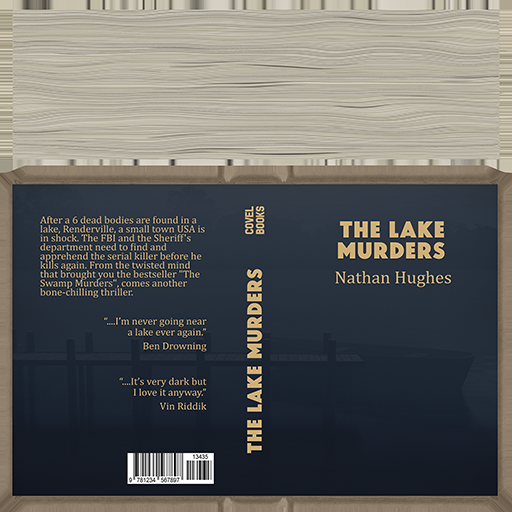 After a 6 dead bodies are found in a
lake, Renderville, a small town USA is
in shock. The FBI and the Sheriff's
department need to find and
apprehend the serial killer before he
kills again. From the twisted mind
that brought you the bestseller "The
Swamp Murders", comes another
bone-chilling thriller.
“....I’m never going near
a lake ever again.”
Ben Drowning
“....It’s very dark but
I love it anyway.”
Vin Riddik
13435
9 781234 567897
COVEL
BOOKS
THE LAKE MURDERS
THE LAKE
MURDERS
Nathan Hughes